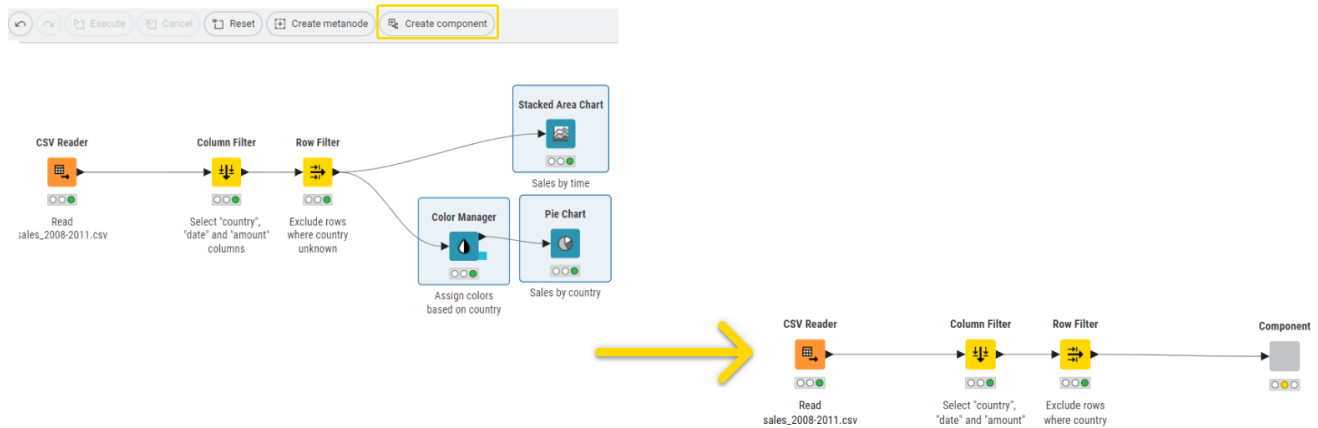 Execute
Cancel
Reset
Create metanode
Create component
Stacked Area Chart
CSV Reader
Column Filter
Row Filter
Sales by time
Read
sales_2008-2011.csv
Select "country",
"date" and "amount"
columns
Exclude rows
where country
unknown
Color Manager
Pie Chart
Assign colors
based on country
Sales by country
CSV Reader
Column Filter
Row Filter
Component
Read
sales_2008-2011.csv
Select "country",
"date" and "amount"
Exclude rows
where country